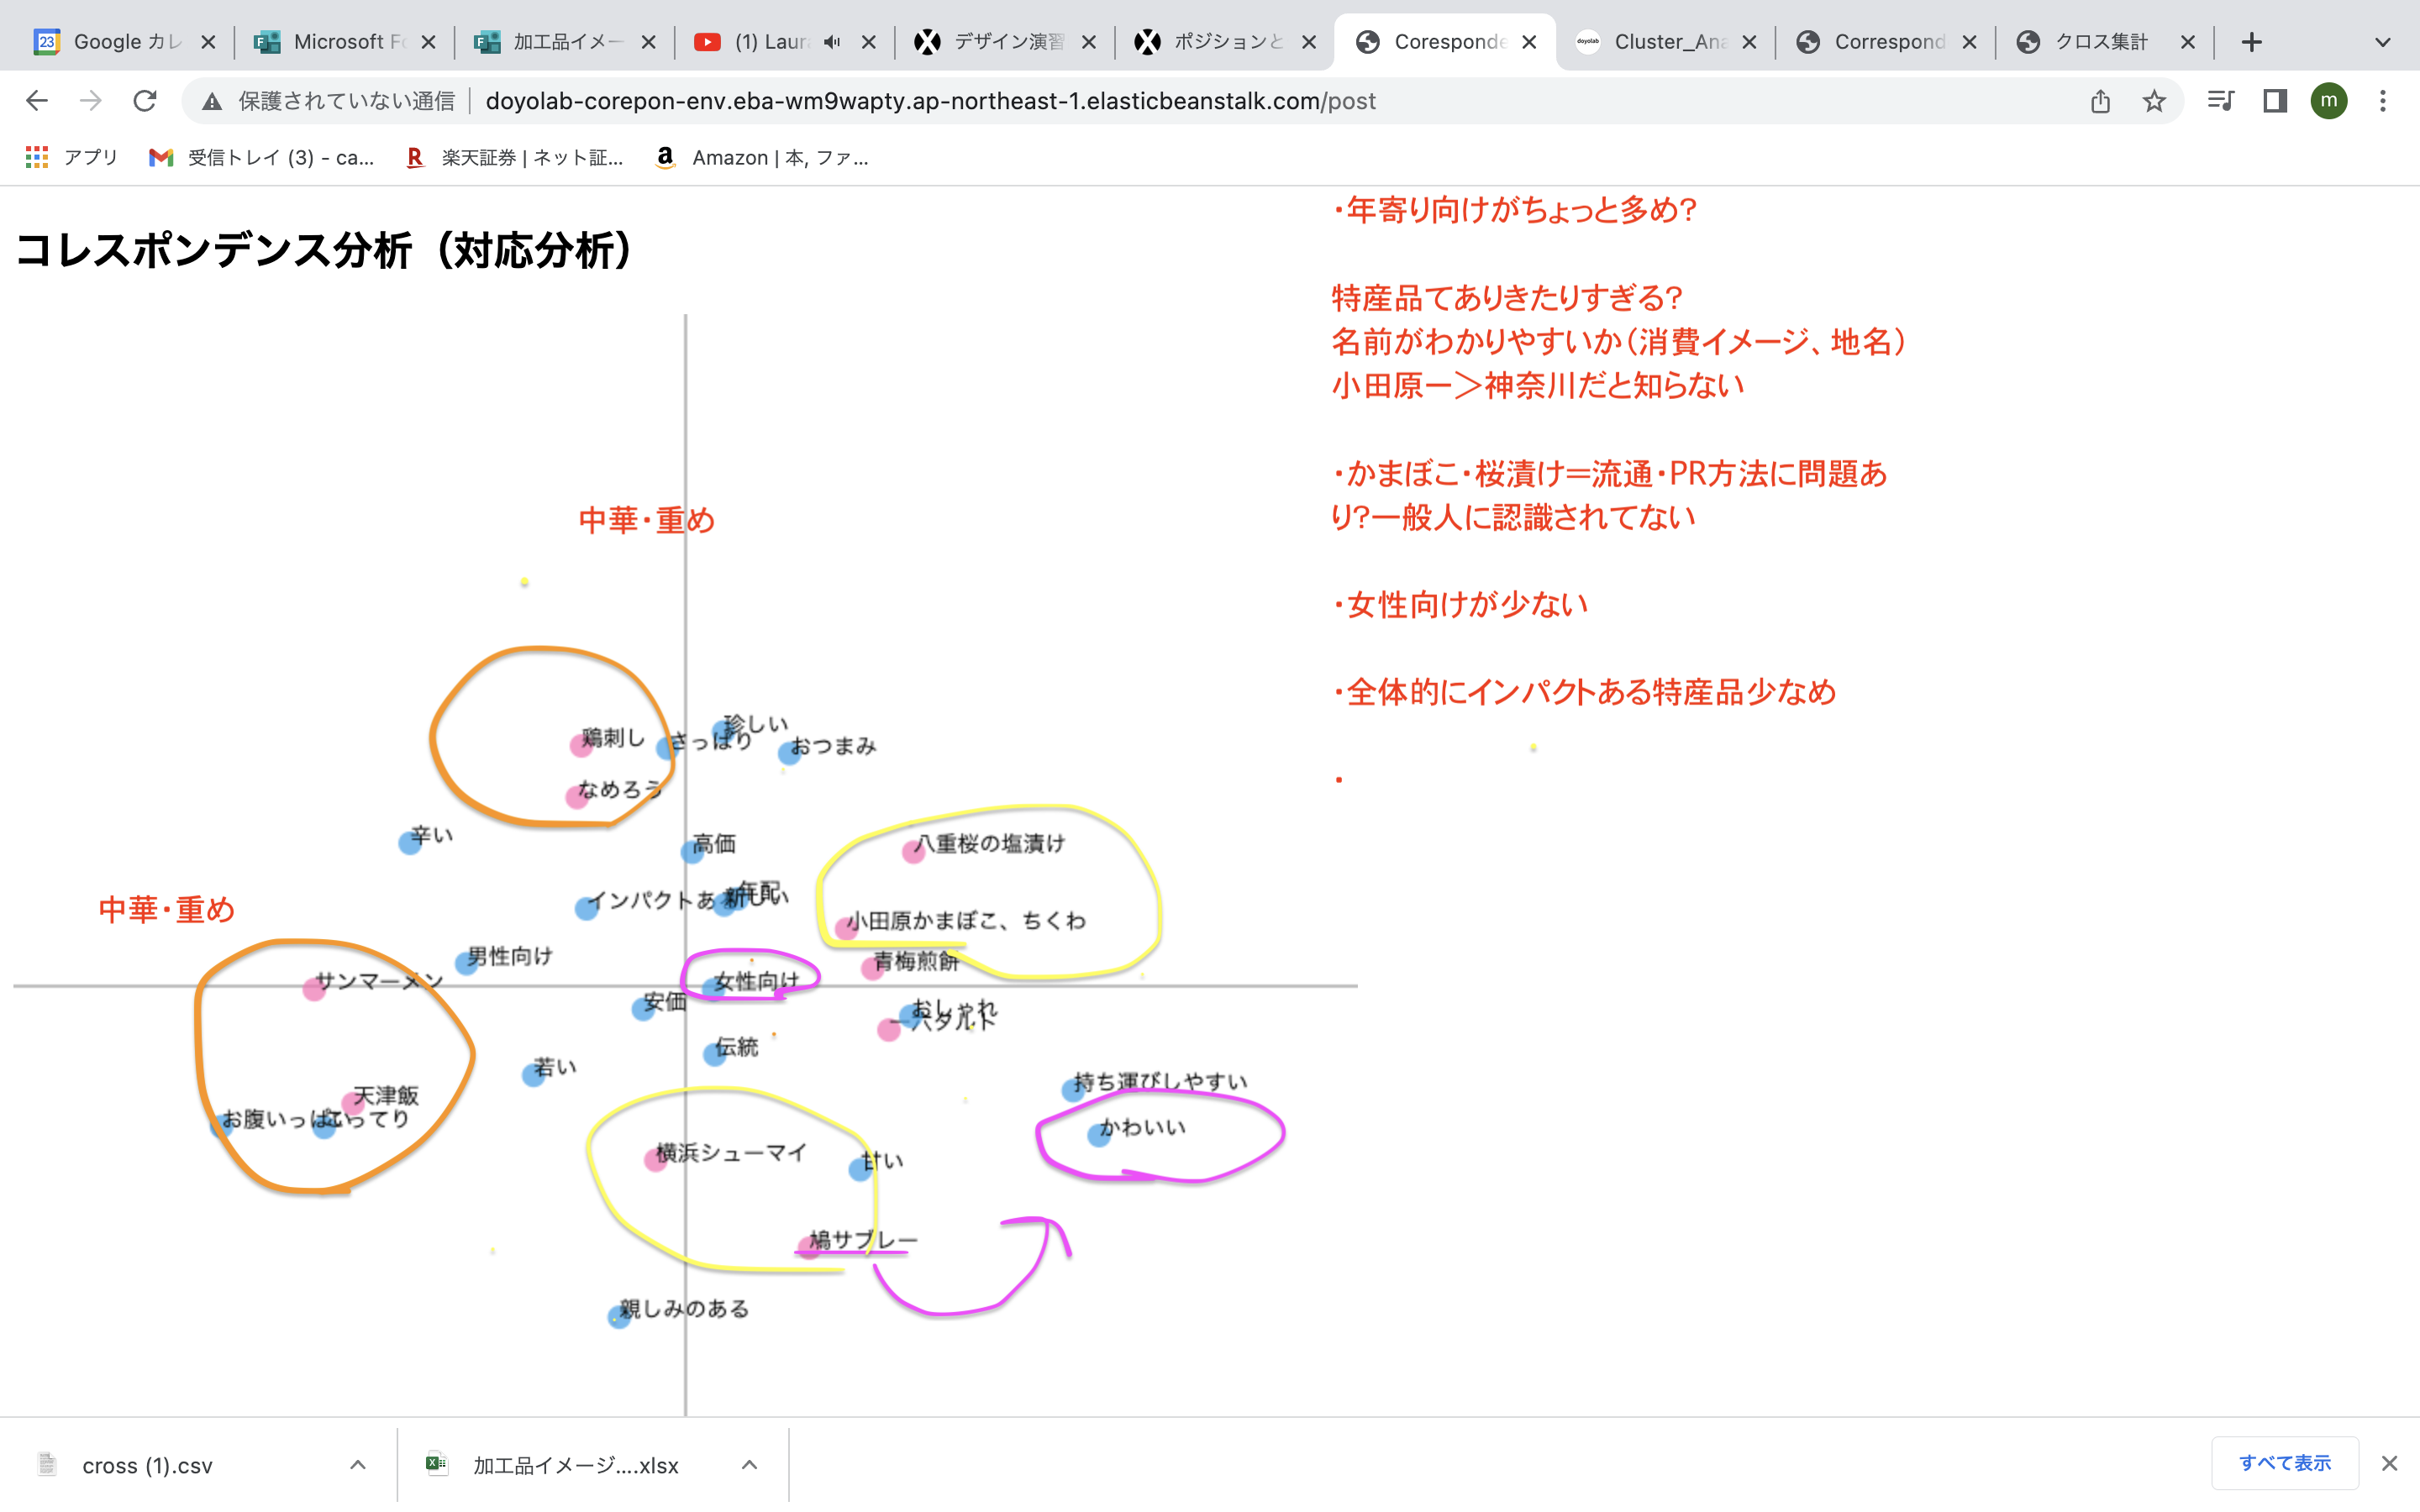 Google カレ
Microsoft Fo
加工品イメー
(1) Laura
デザイン演習
ポジションと
Coresponde
doyolab
Cluster_Ana
Correspond
クロス集計
保護されていない通信
doyolab-corepon-env.eba-wm9wapty.ap-northeast-1.elasticbeanstalk.com/post
m
アプリ
受信トレイ (3) - ca...
楽天証券 | ネット証...
Amazon | 本, ファ...
コレスポンデンス分析（対応分析）
・年寄り向けがちょっと多め？
特産品てありきたりすぎる？
名前がわかりやすいか（消費イメージ、地名）
小田原ー＞神奈川だと知らない
・かまぼこ・桜漬け＝流通・PR方法に問題あ
り？一般人に認識されてない
・女性向けが少ない
・全体的にインパクトある特産品少なめ
・
中華・重め
珍しい
鶏刺し
さっぱり
おつまみ
なめろう
辛い
高価
八重桜の塩漬け
年配
インパクトあ
新しい
中華・重め
小田原かまぼこ、ちくわ
男性向け
青梅煎餅
サンマーメン
女性向け
安価
おしゃれ
一六タルト
伝統
若い
持ち運びしやすい
天津飯
お腹いっぱい
こってり
かわいい
横浜シューマイ
甘い
鳩サブレー
親しみのある
cross (1).csv
加工品イメージ....xlsx
すべて表示